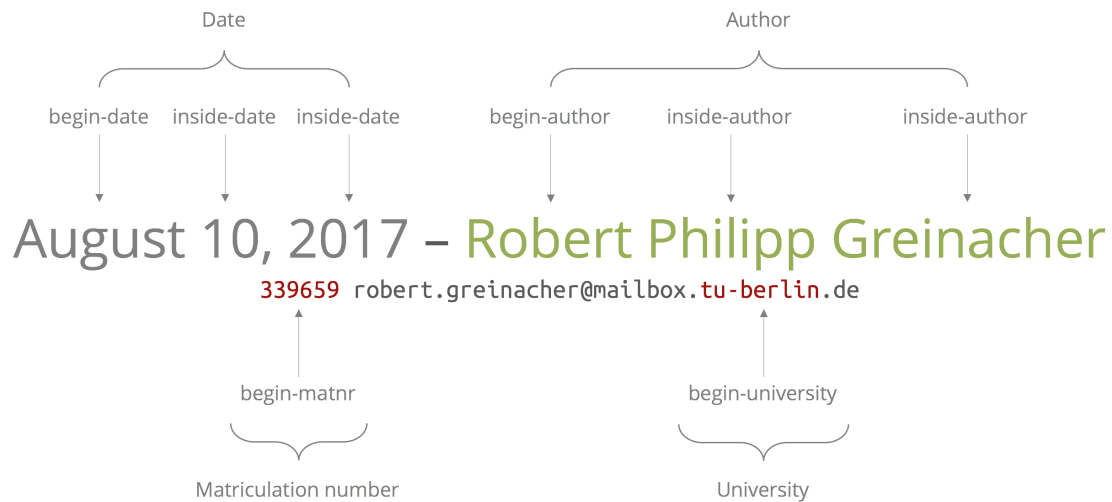 Date Author
begin-date inside-date inside-date begin-author inside-author inside-author
August 10, 2017 – Robert Philipp Greinacher
339659 robert.greinacher@mailbox.tu-berlin.de
begin-matnr begin-university
Matriculation number University